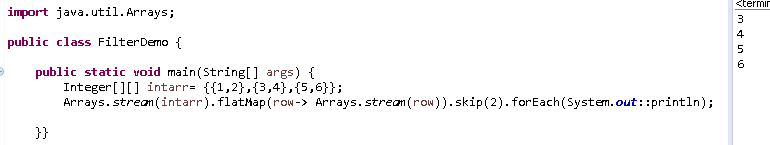 import java.util.Arrays;
public class FilterDemo {
public static void main(String[] args) {
Integer[][] intarr= {{1,2},{3,4},{5,6}};
Arrays.stream(intarr).flatMap(row-> Arrays.stream(row)).skip(2).forEach(System.out::println);
}}
3
4
5
6